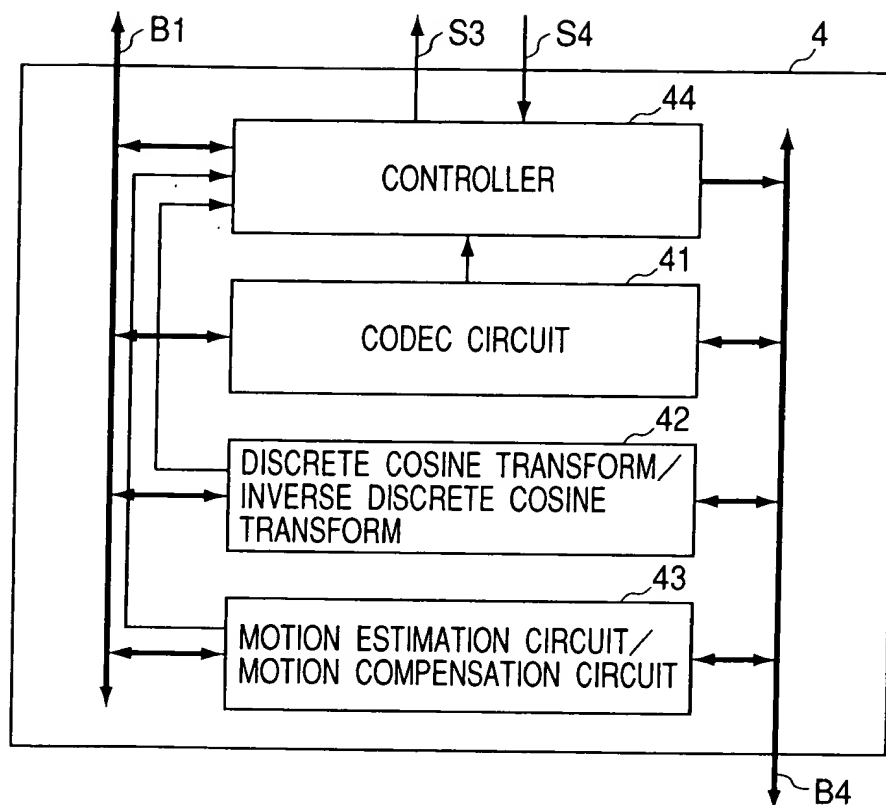 B1
S3
S4
4
44
CONTROLLER
41
CODEC CIRCUIT
42
DISCRETE COSINE TRANSFORM/
INVERSE DISCRETE COSINE
TRANSFORM
43
MOTION ESTIMATION CIRCUIT/
MOTION COMPENSATION CIRCUIT
B4